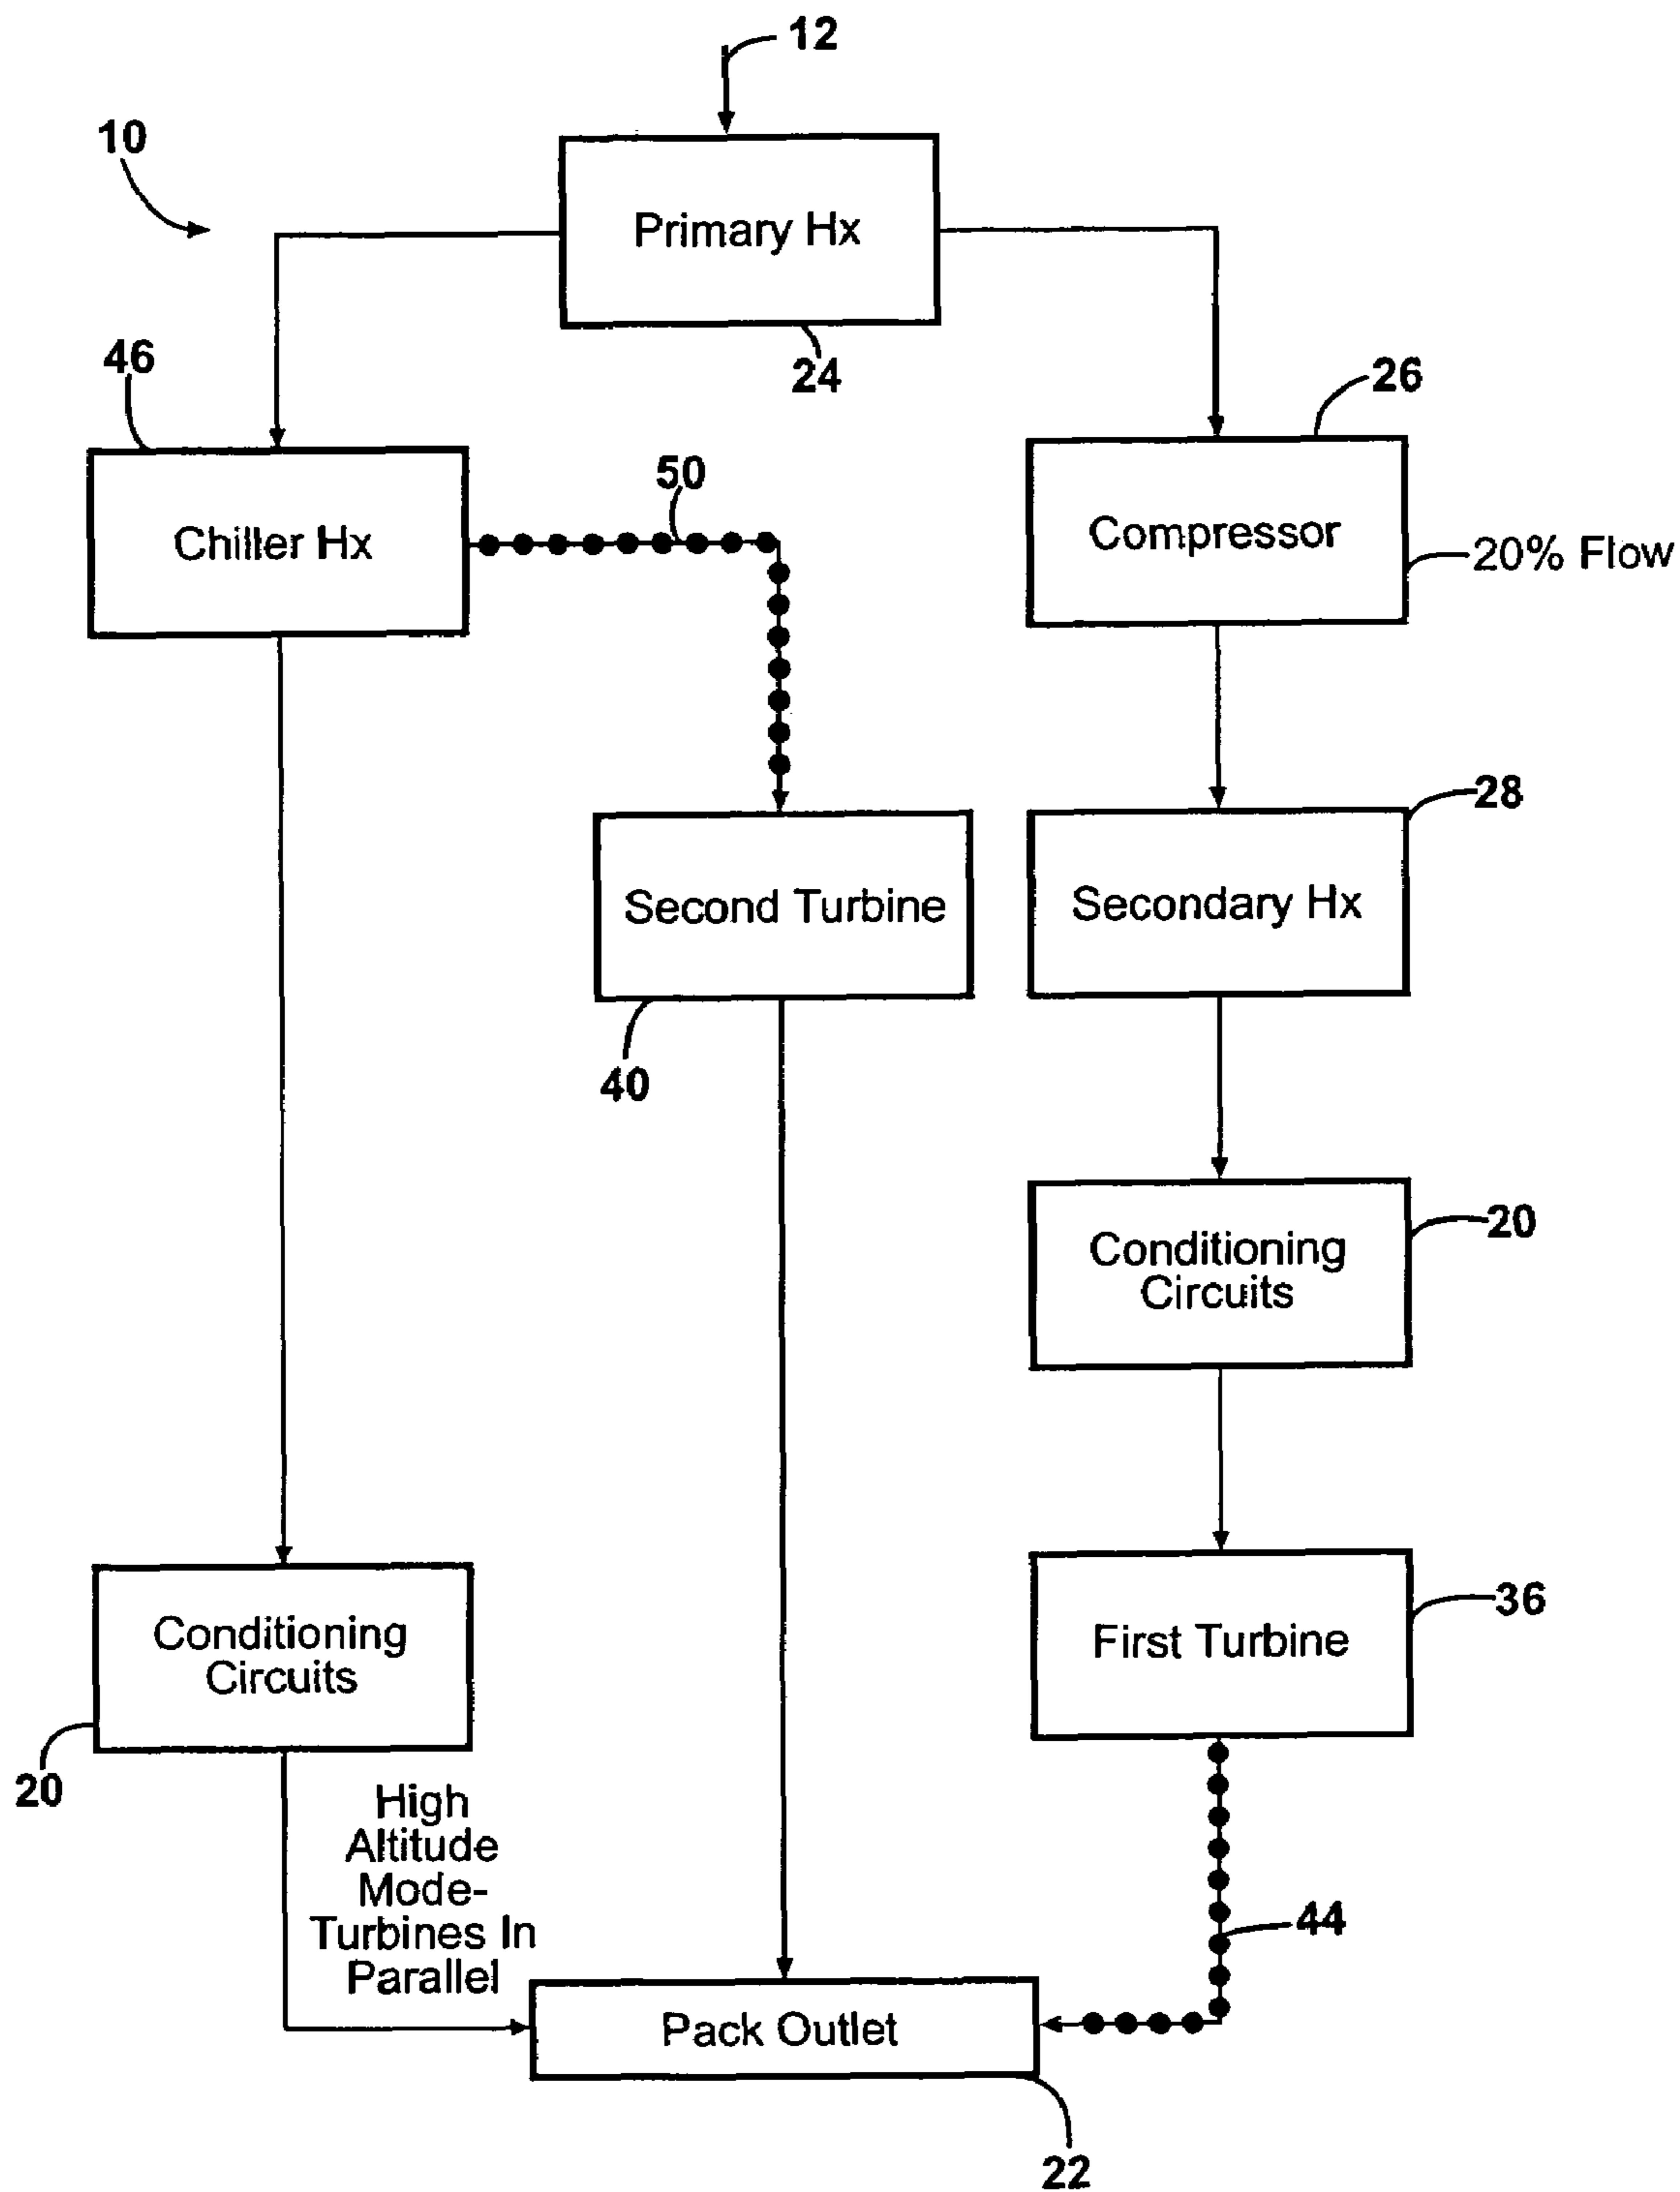 12
10
Primary Hx
24
46
26
50
Chiller Hx
Compressor
20% Flow
28
Second Turbine
Secondary Hx
40
20
Conditioning
Circuits
36
Conditioning
Circuits
First Turbine
20
High
Altitude
Mode-
Turbines In
Parallel
44
Pack Outlet
22